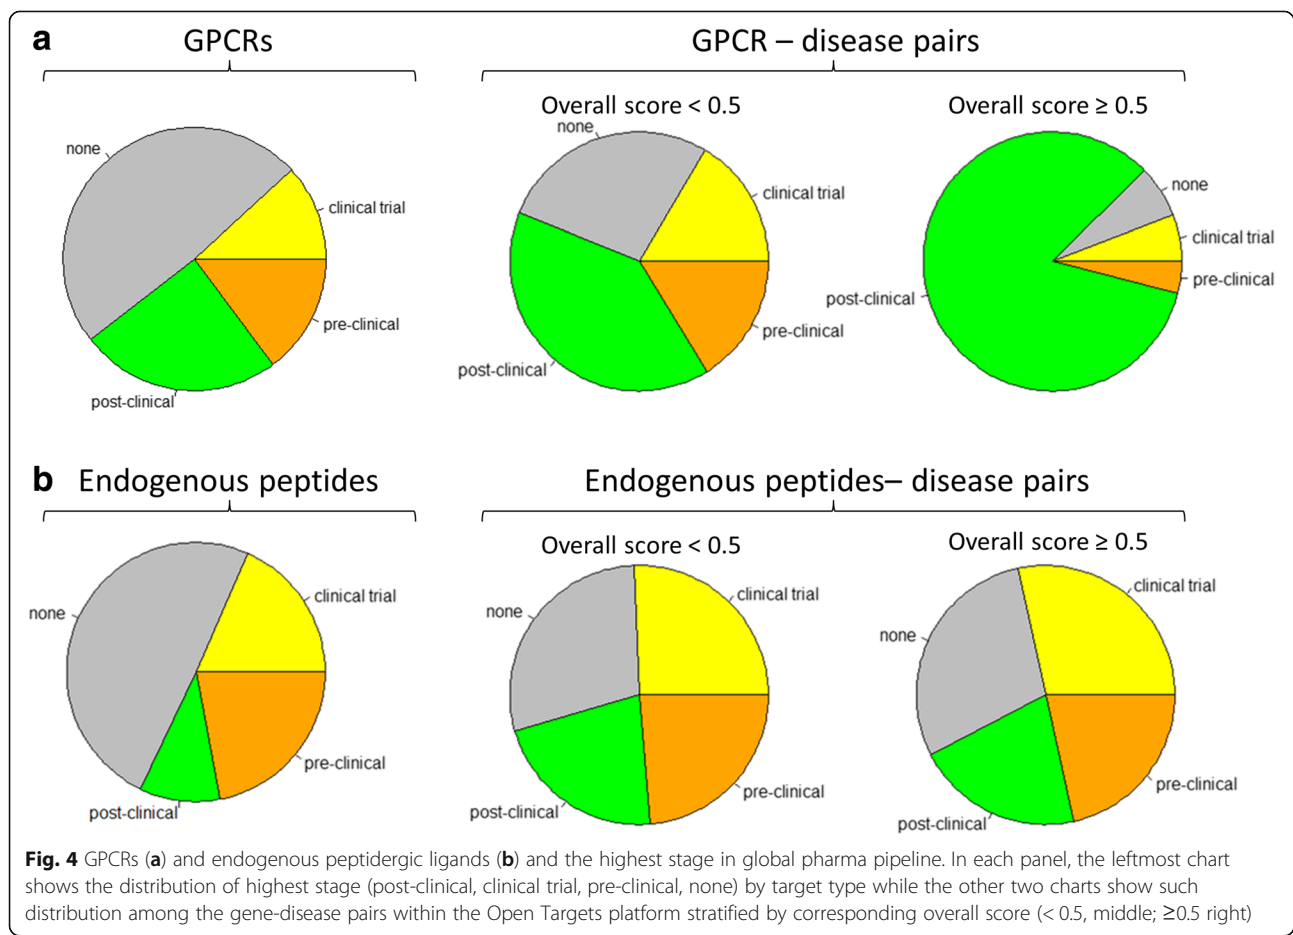 a GPCRs GPCR – disease pairs
Overall score < 0.5 Overall score ≥ 0.5
none
clinical trial
pre-clinical
post-clinical
none
clinical trial
pre-clinical
post-clinical
none
clinical trial
pre-clinical
post-clinical
b Endogenous peptides Endogenous peptides– disease pairs
Overall score < 0.5 Overall score ≥ 0.5
none
clinical trial
pre-clinical
post-clinical
none
clinical trial
pre-clinical
post-clinical
none
clinical trial
pre-clinical
post-clinical
Fig. 4 GPCRs (a) and endogenous peptidergic ligands (b) and the highest stage in global pharma pipeline. In each panel, the leftmost chart
shows the distribution of highest stage (post-clinical, clinical trial, pre-clinical, none) by target type while the other two charts show such
distribution among the gene-disease pairs within the Open Targets platform stratified by corresponding overall score (< 0.5, middle; ≥0.5 right)